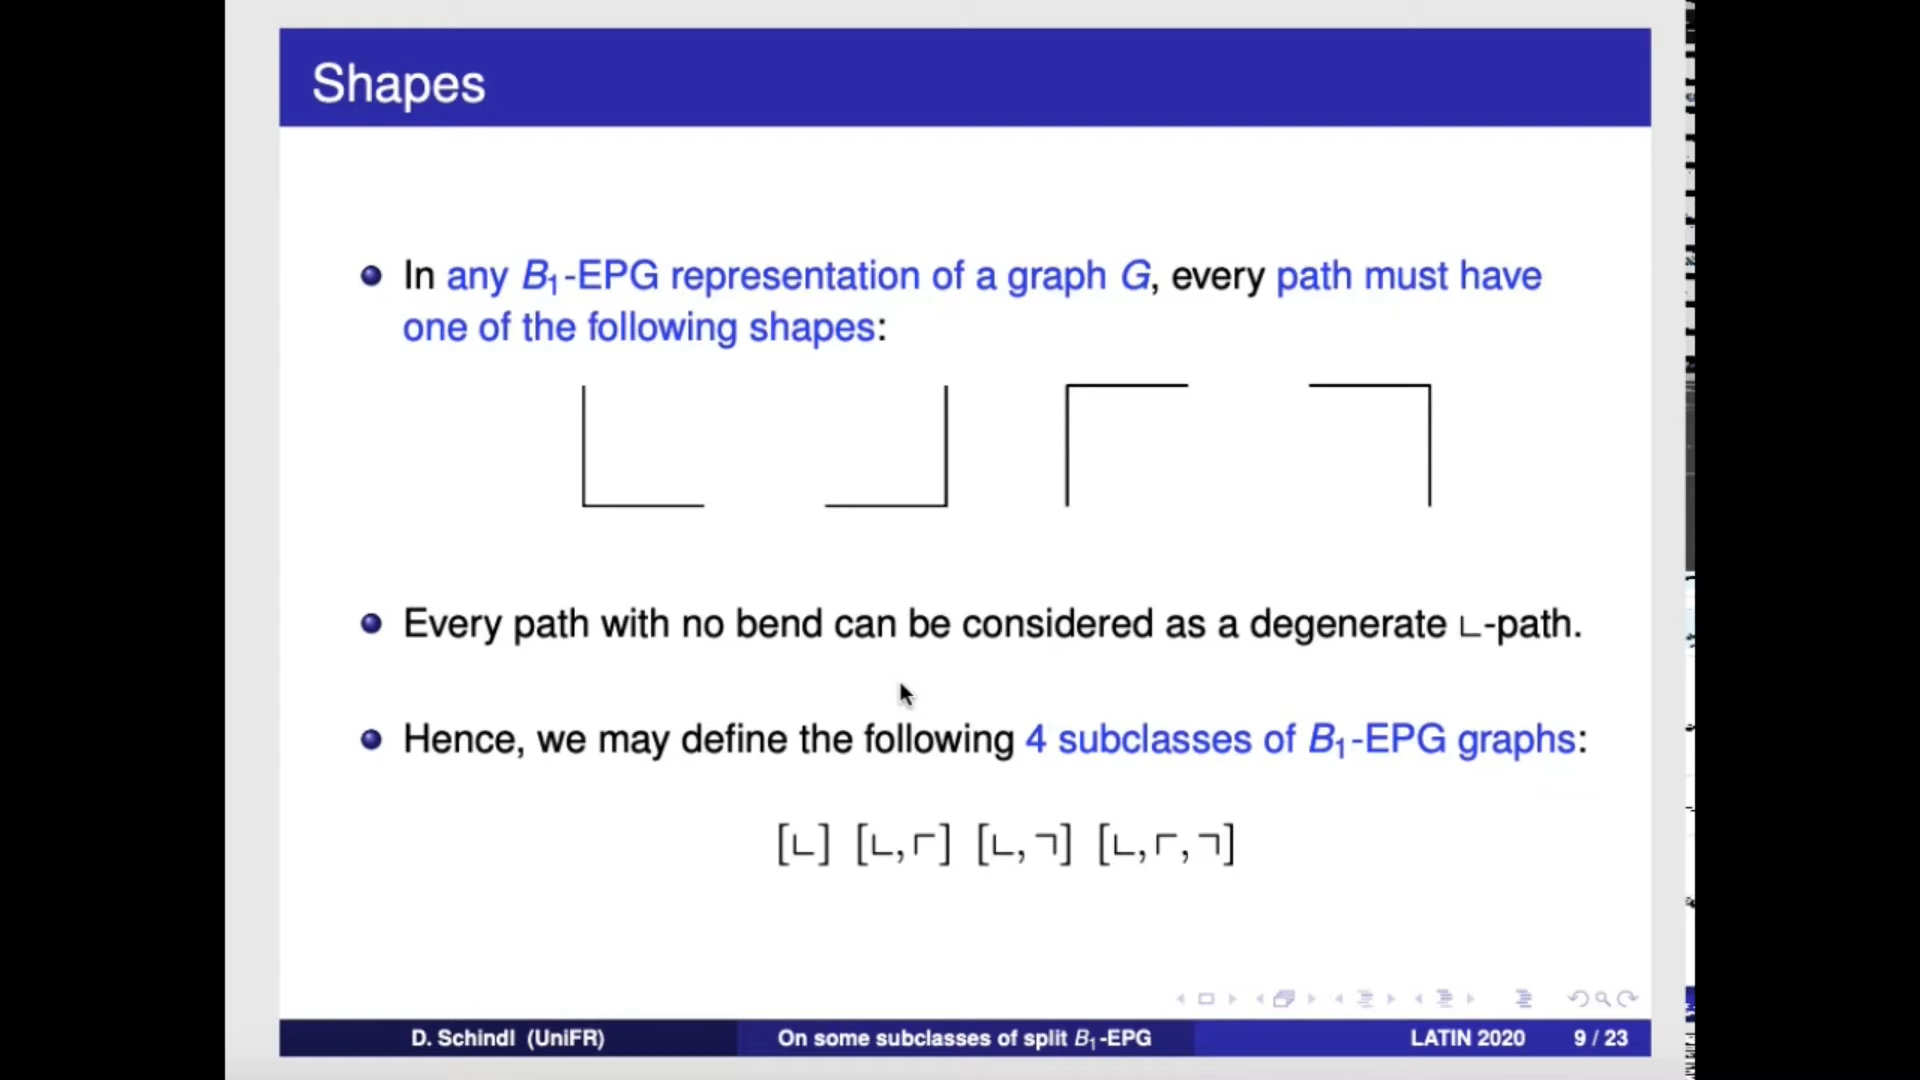 Shapes
In any B₁-EPG representation of a graph G, every path must have
one of the following shapes:
Every path with no bend can be considered as a degenerate ∟-path.
Hence, we may define the following 4 subclasses of B₁-EPG graphs:
[∟] [∟,┌] [∟,┐] [∟,┌,┐]
D. Schindl (UniFR) On some subclasses of split B₁-EPG LATIN 2020 9 / 23